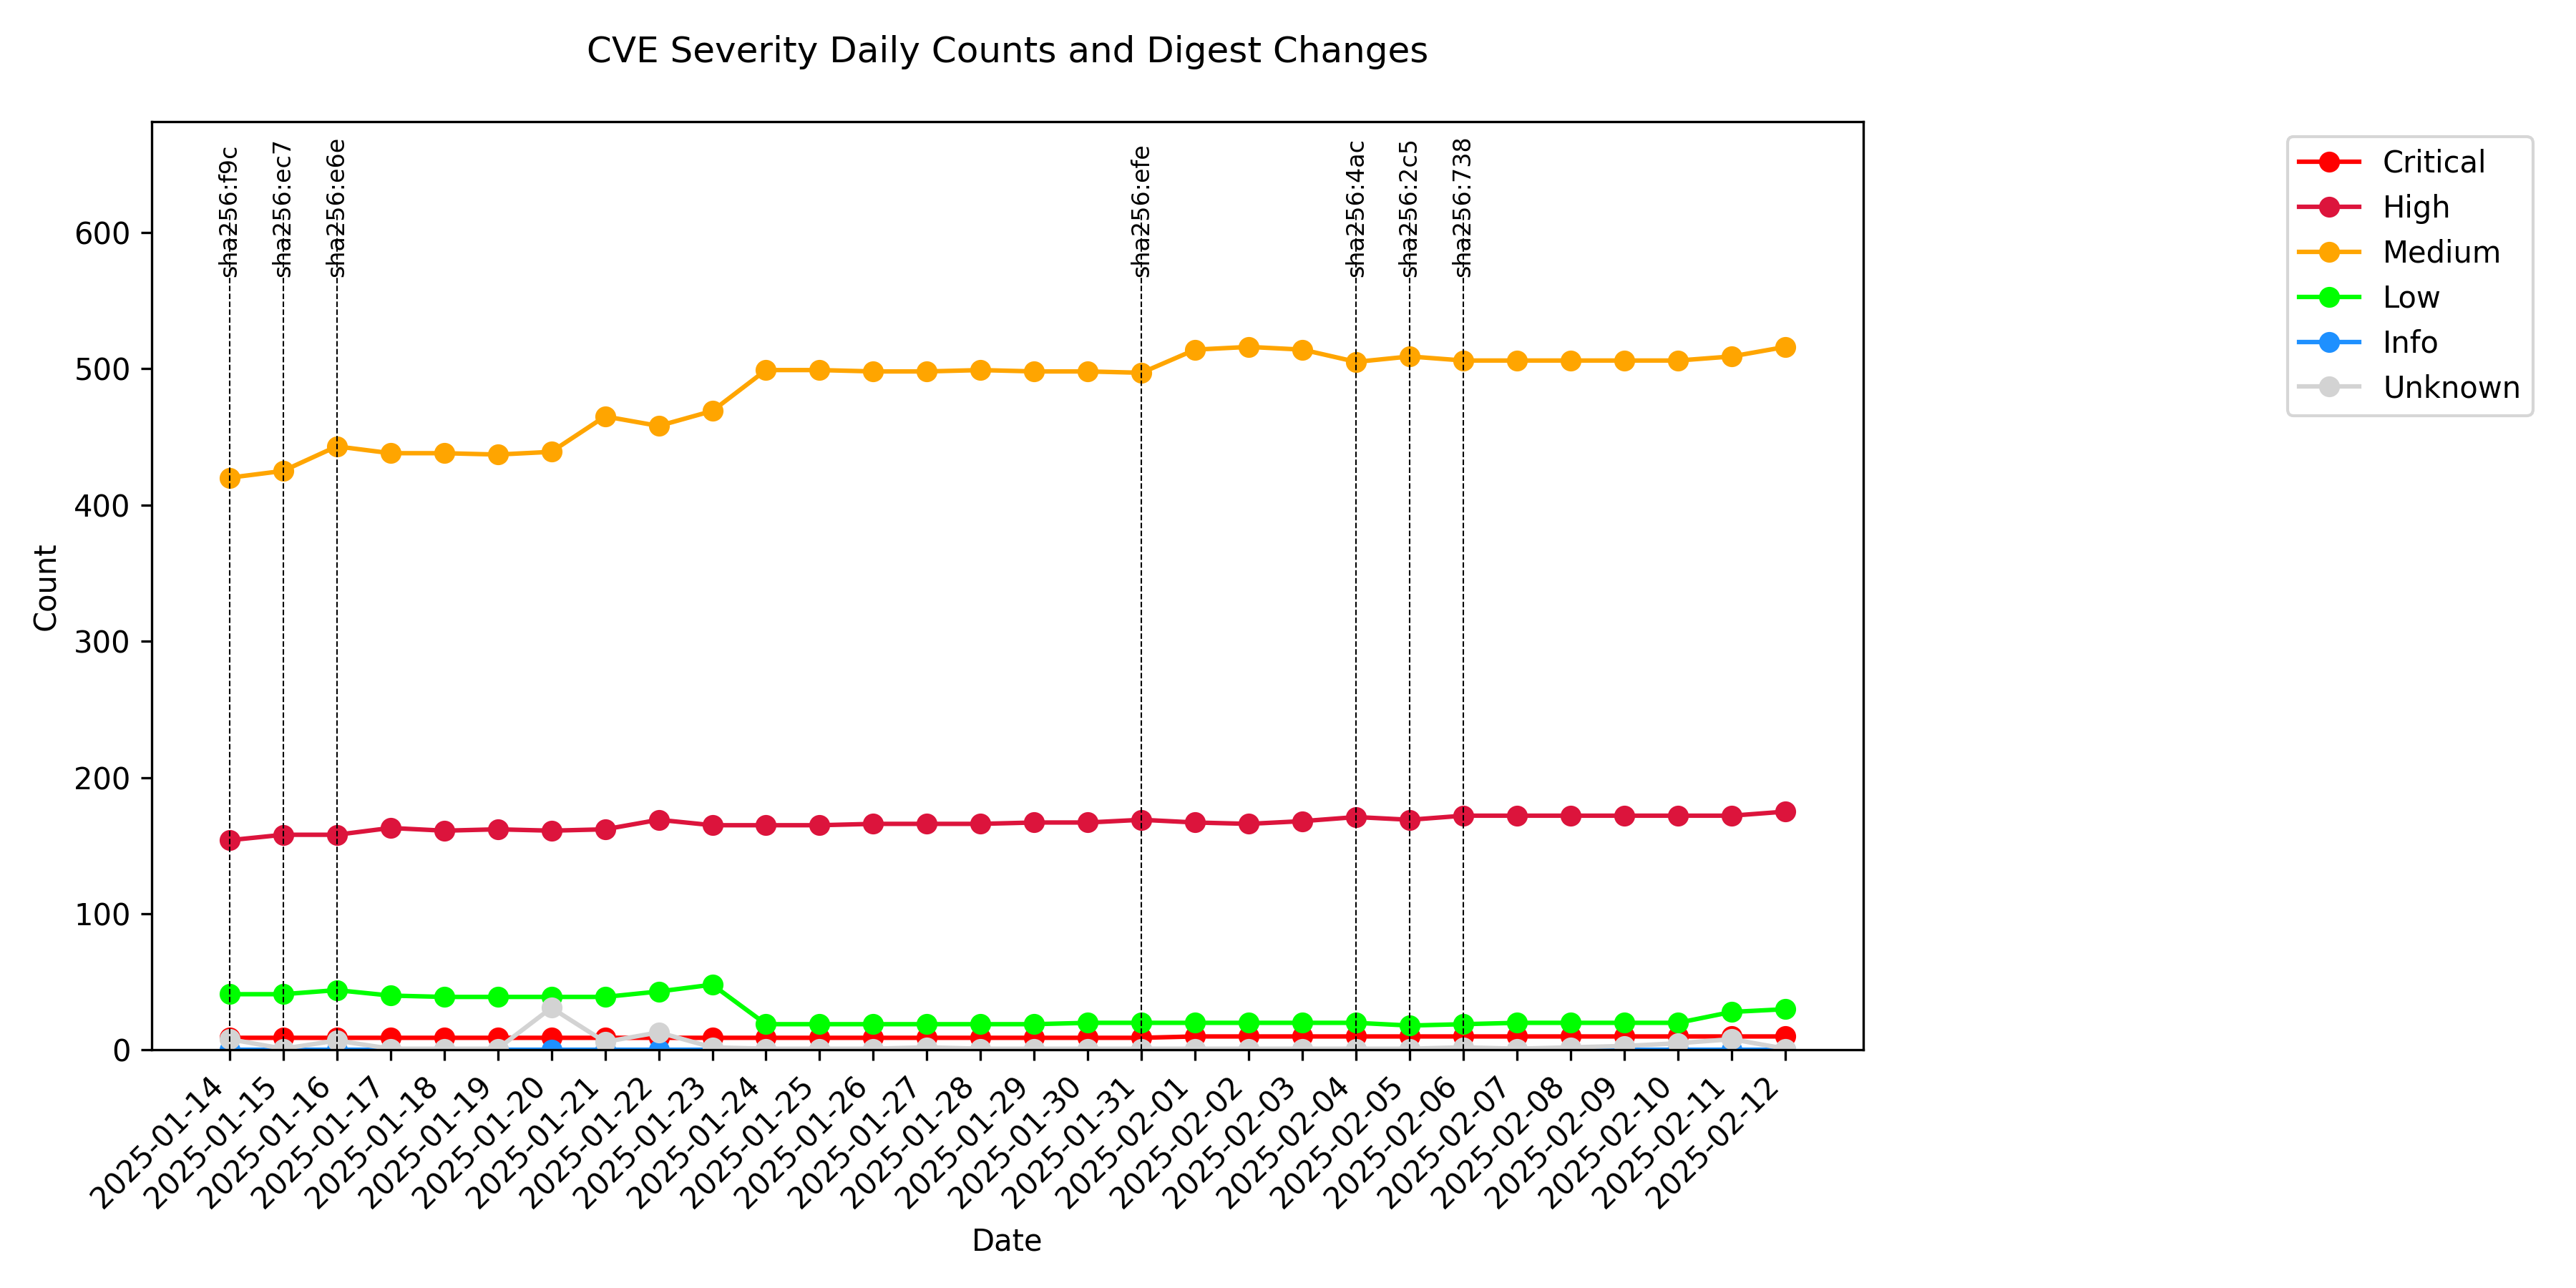 CVE Severity Daily Counts and Digest Changes
sha256:f9c
sha256:ec7
sha256:e6e
sha256:efe
sha256:4ac
sha256:2c5
sha256:738
Critical
High
Medium
Low
Info
Unknown
600
500
400
300
200
100
0
Count
2025-01-14
2025-01-15
2025-01-16
2025-01-17
2025-01-18
2025-01-19
2025-01-20
2025-01-21
2025-01-22
2025-01-23
2025-01-24
2025-01-25
2025-01-26
2025-01-27
2025-01-28
2025-01-29
2025-01-30
2025-01-31
2025-02-01
2025-02-02
2025-02-03
2025-02-04
2025-02-05
2025-02-06
2025-02-07
2025-02-08
2025-02-09
2025-02-10
2025-02-11
2025-02-12
Date